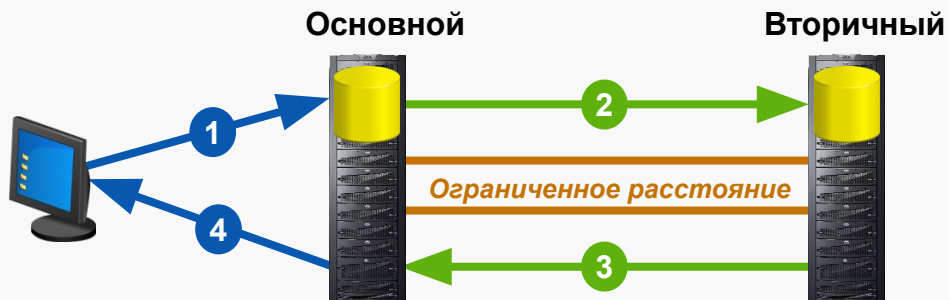 Основной
Вторичный
1
2
Ограниченное расстояние
4
3